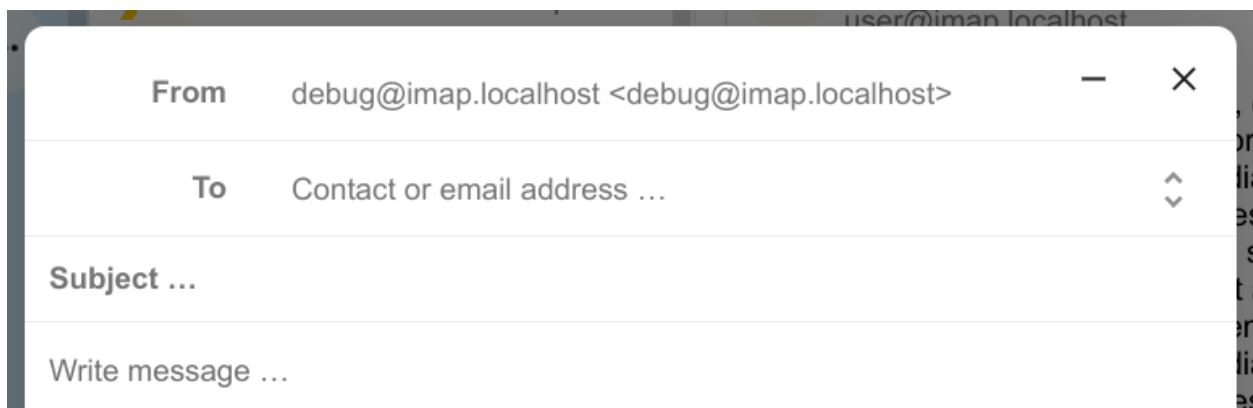 user@imap.localhost
From debug@imap.localhost <debug@imap.localhost>
To Contact or email address …
Subject …
Write message …